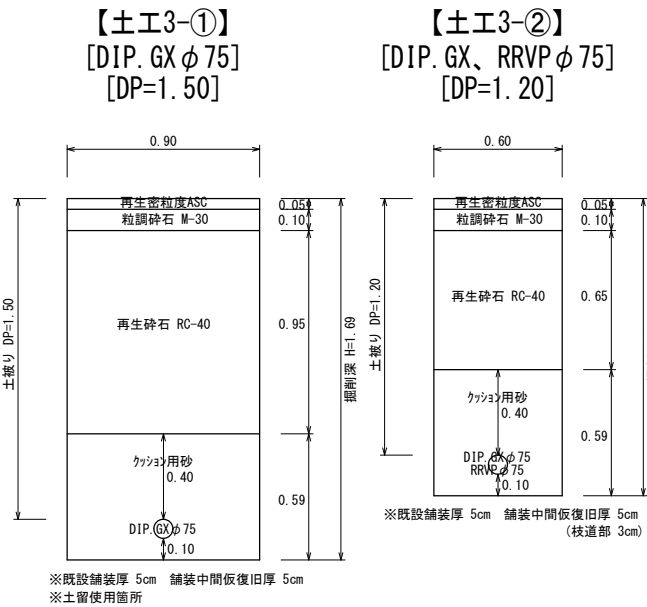 【土工3-①】
[DIP.GXφ75]
[DP=1.50]
0.90
再生密粒度ASC
0.05
粒調砕石 M-30
0.10
再生砕石 RC-40
0.95
土被り DP=1.50
掘削深 H=1.69
クッション用砂
0.40
0.59
DIP.GXφ75
0.10
※既設舗装厚 5cm 舗装中間仮復旧厚 5cm
※土留使用箇所
【土工3-②】
[DIP.GX、RRVPφ75]
[DP=1.20]
0.60
再生密粒度ASC
0.05
粒調砕石 M-30
0.10
再生砕石 RC-40
0.65
土被り DP=1.20
クッション用砂
0.40
0.59
DIP.GXφ75
RRVPφ75
0.10
※既設舗装厚 5cm 舗装中間仮復旧厚 5cm
(枝道部 3cm)